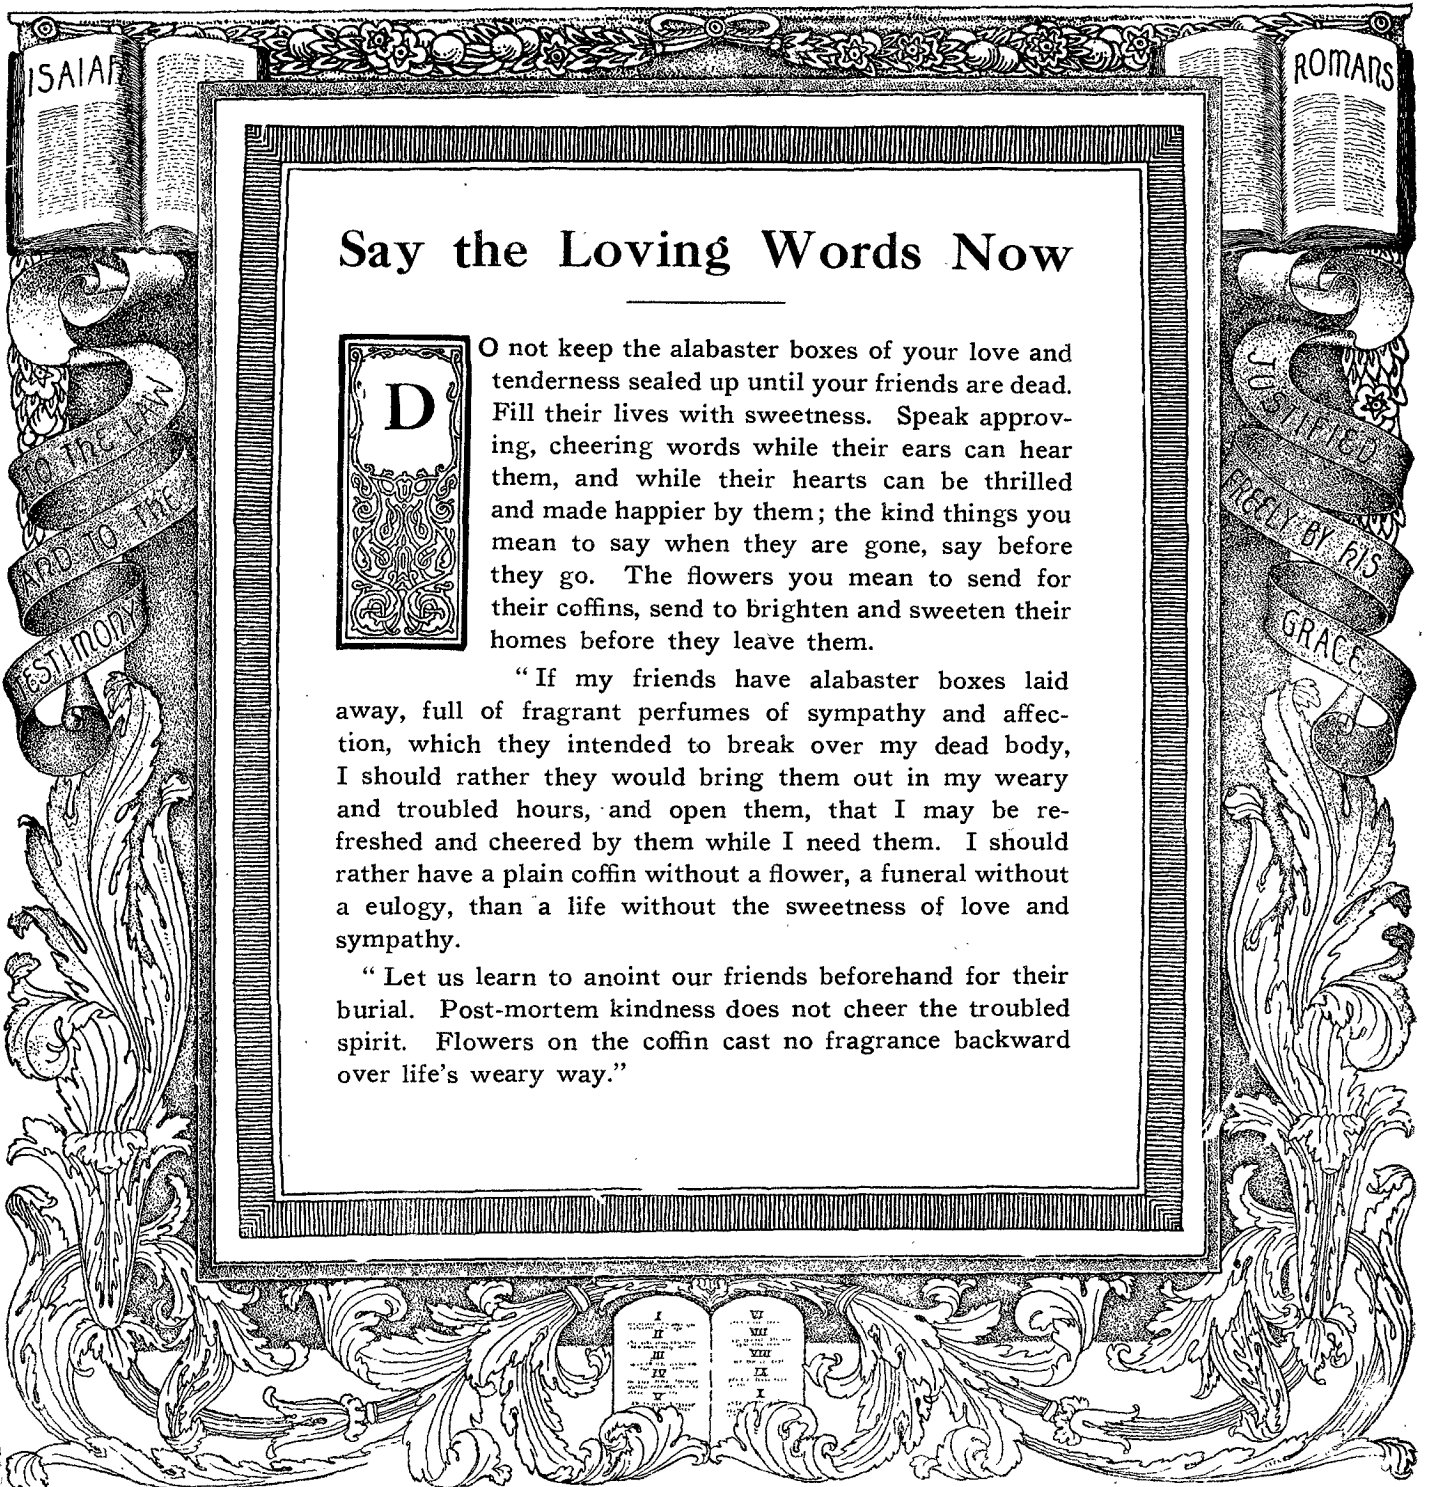 ISAIAH
ROMANS
Say the Loving Words Now
DO not keep the alabaster boxes of your love and
tenderness sealed up until your friends are dead.
Fill their lives with sweetness. Speak approv-
ing, cheering words while their ears can hear
them, and while their hearts can be thrilled
and made happier by them; the kind things you
mean to say when they are gone, say before
they go. The flowers you mean to send for
their coffins, send to brighten and sweeten their
homes before they leave them.
“If my friends have alabaster boxes laid
away, full of fragrant perfumes of sympathy and affec-
tion, which they intended to break over my dead body,
I should rather they would bring them out in my weary
and troubled hours, and open them, that I may be re-
freshed and cheered by them while I need them. I should
rather have a plain coffin without a flower, a funeral without
a eulogy, than a life without the sweetness of love and
sympathy.
“Let us learn to anoint our friends beforehand for their
burial. Post-mortem kindness does not cheer the troubled
spirit. Flowers on the coffin cast no fragrance backward
over life's weary way.”
TO THE LAW
AND TO THE
TESTIMONY
JUSTIFIED
FREELY BY HIS
GRACE
I
II
III
IV
V
VI
VII
VIII
IX
X